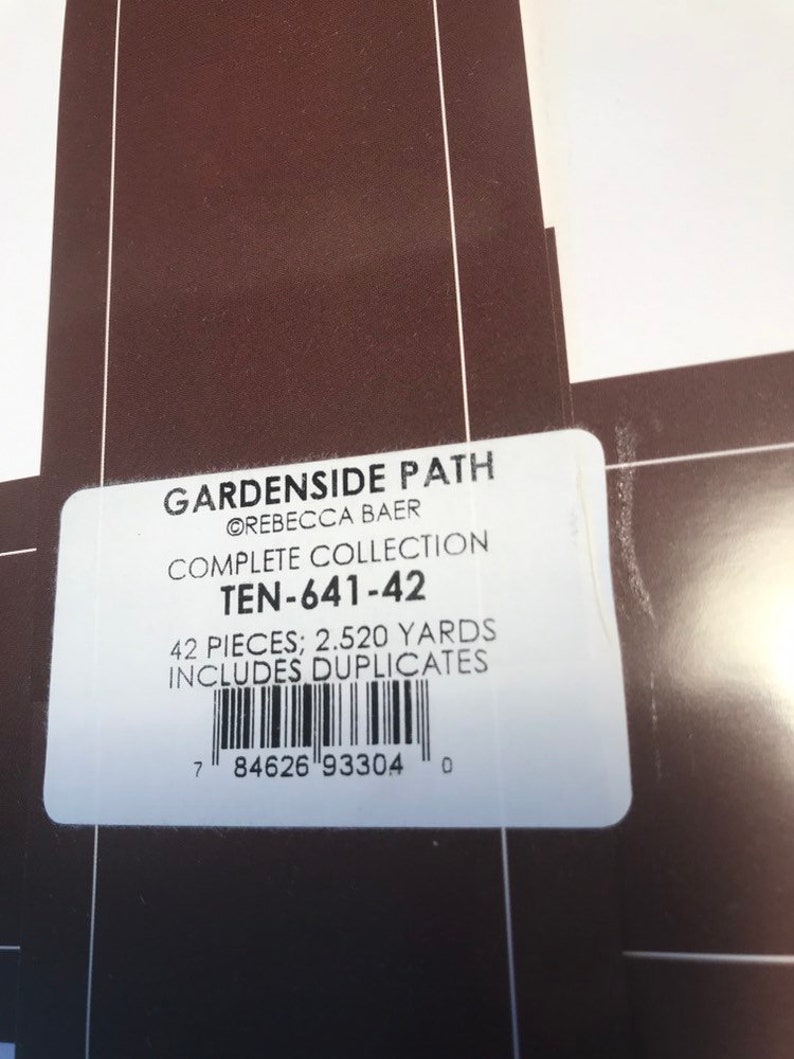 GARDENSIDE PATH
©REBECCA BAER
COMPLETE COLLECTION
TEN-641-42
42 PIECES; 2.520 YARDS
INCLUDES DUPLICATES
7 84626 93304 0